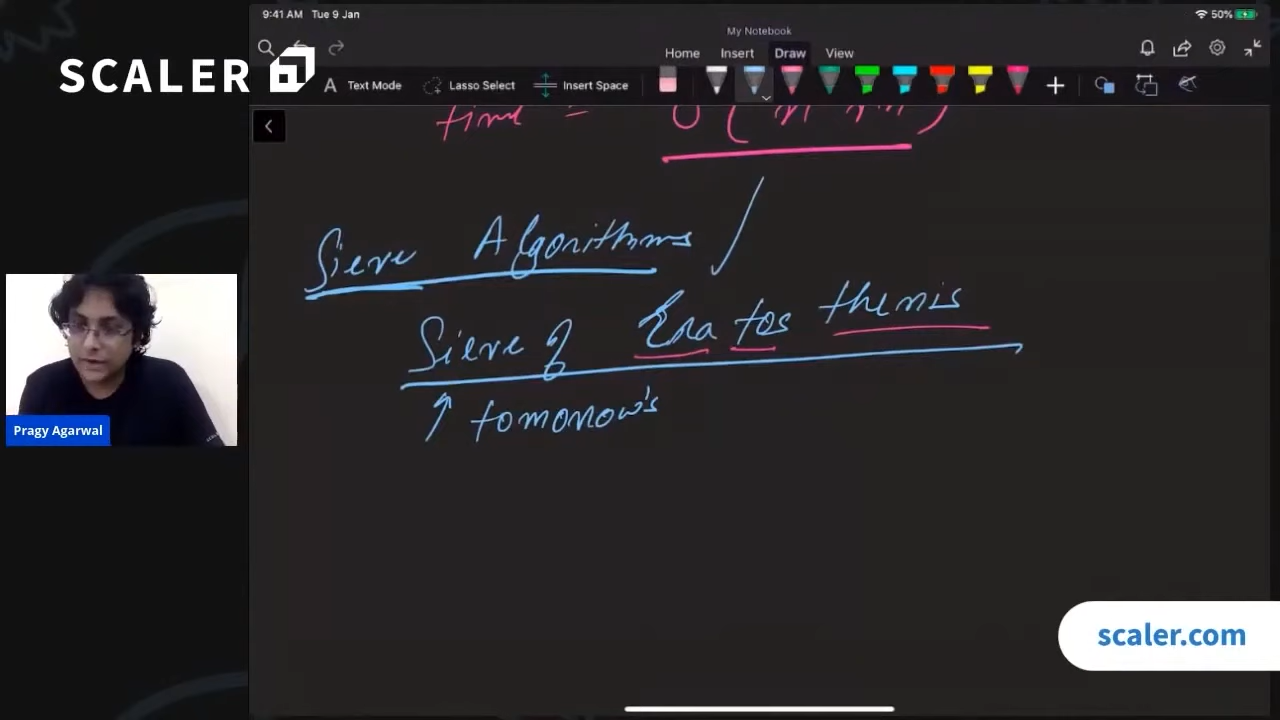 9:41 AM Tue 9 Jan
50%
My Notebook
SCALER
Home Insert Draw View
A Text Mode Lasso Select Insert Space
time =
Sieve Algorithms
Sieve of Eratosthenis
↑ tomorrow's
Pragy Agarwal
scaler.com